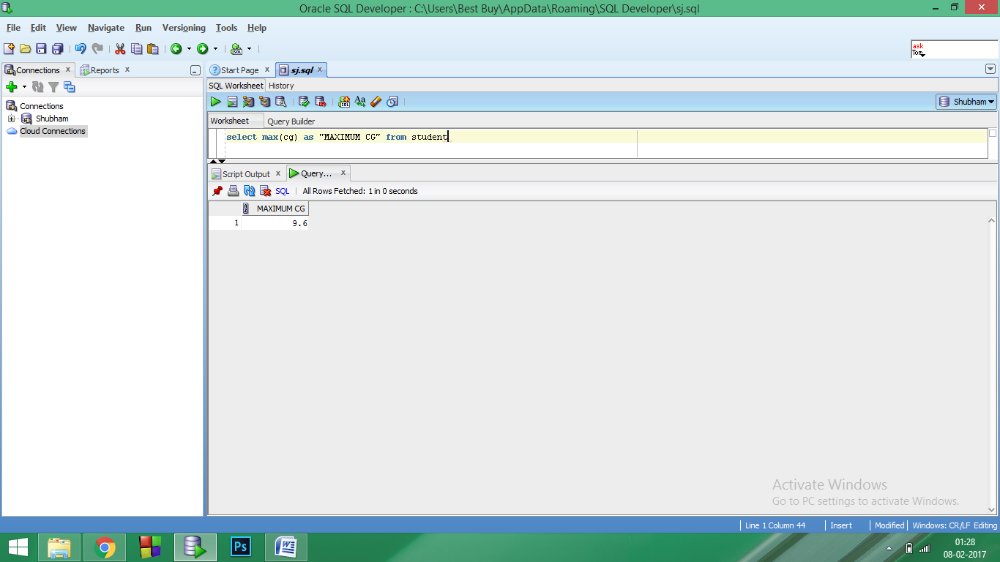 Oracle SQL Developer : C:\Users\Best Buy\AppData\Roaming\SQL Developer\sj.sql
File Edit View Navigate Run Versioning Tools Help
ask
Tom
Connections x Reports x
Start Page x sj.sql x
SQL Worksheet History
Connections
Shubham
Cloud Connections
Shubham
Worksheet Query Builder
select max(cg) as "MAXIMUM CG" from student
Script Output x Query... x
SQL All Rows Fetched: 1 in 0 seconds
MAXIMUM CG
1 9.6
Activate Windows
Go to PC settings to activate Windows.
Line 1 Column 44 Insert Modified Windows: CR/LF Editing
Ps
01:28
08-02-2017